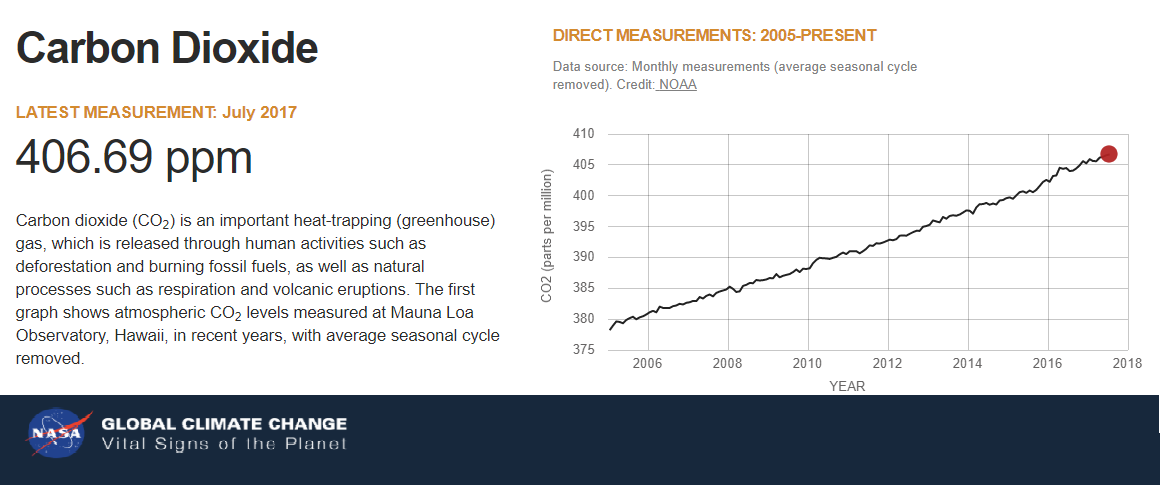 Carbon Dioxide
LATEST MEASUREMENT: July 2017
406.69 ppm
Carbon dioxide (CO₂) is an important heat-trapping (greenhouse)
gas, which is released through human activities such as
deforestation and burning fossil fuels, as well as natural
processes such as respiration and volcanic eruptions. The first
graph shows atmospheric CO₂ levels measured at Mauna Loa
Observatory, Hawaii, in recent years, with average seasonal cycle
removed.
DIRECT MEASUREMENTS: 2005-PRESENT
Data source: Monthly measurements (average seasonal cycle
removed). Credit: NOAA
CO2 (parts per million)
410
405
400
395
390
385
380
375
2006 2008 2010 2012 2014 2016 2018
YEAR
NASA
GLOBAL CLIMATE CHANGE
Vital Signs of the Planet